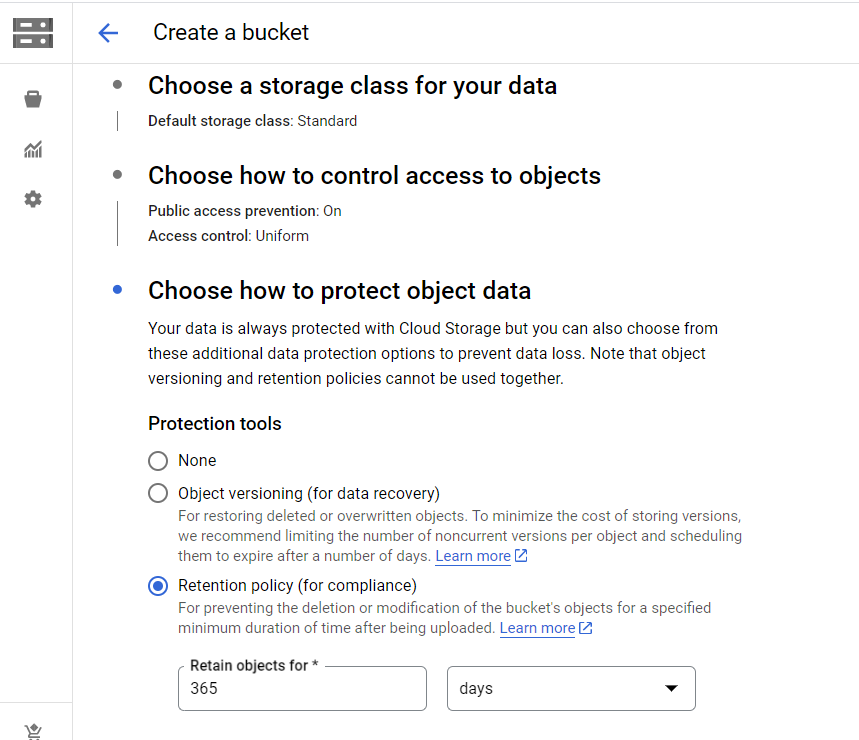 Create a bucket
Choose a storage class for your data
Default storage class: Standard
Choose how to control access to objects
Public access prevention: On
Access control: Uniform
Choose how to protect object data
Your data is always protected with Cloud Storage but you can also choose from
these additional data protection options to prevent data loss. Note that object
versioning and retention policies cannot be used together.
Protection tools
None
Object versioning (for data recovery)
For restoring deleted or overwritten objects. To minimize the cost of storing versions,
we recommend limiting the number of noncurrent versions per object and scheduling
them to expire after a number of days. Learn more
Retention policy (for compliance)
For preventing the deletion or modification of the bucket's objects for a specified
minimum duration of time after being uploaded. Learn more
Retain objects for *
365
days